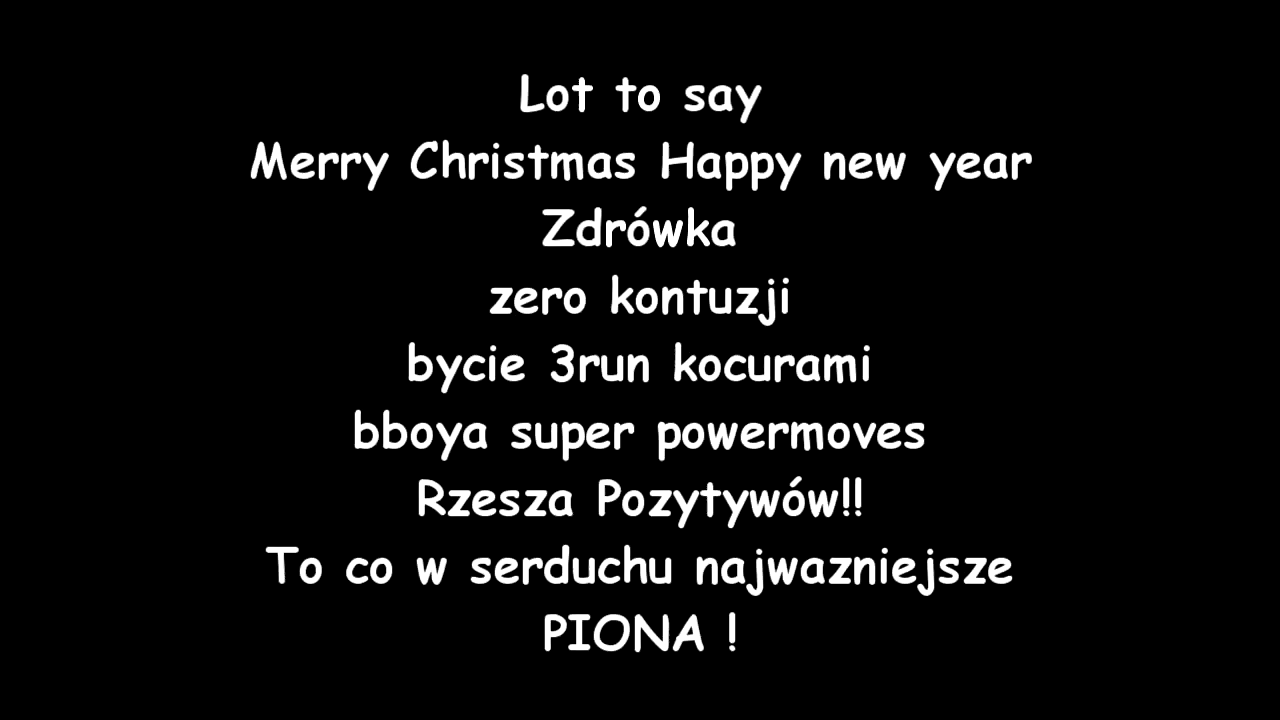 Lot to say
Merry Christmas Happy new year
Zdrówka
zero kontuzji
bycie 3run kocurami
bboya super powermoves
Rzesza Pozytywów!!
To co w serduchu najwazniejsze
PIONA !